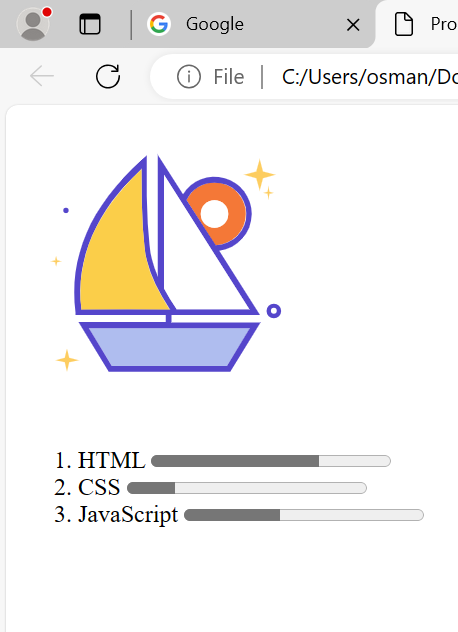 Google
Pro
File | C:/Users/osman/Do
1. HTML
2. CSS
3. JavaScript